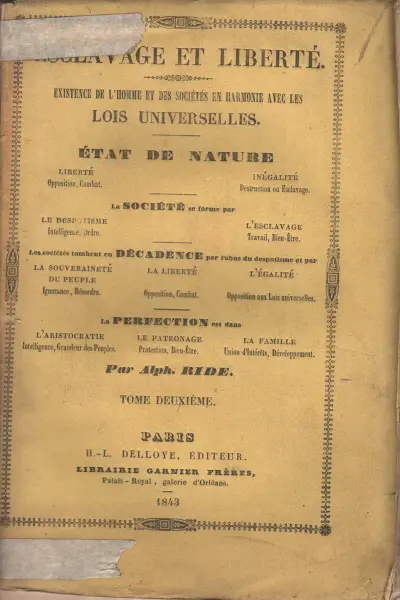 ESCLAVAGE ET LIBERTÉ.
EXISTENCE DE L'HOMME ET DES SOCIÉTÉS EN HARMONIE AVEC LES
LOIS UNIVERSELLES.
ÉTAT DE NATURE
LIBERTÉ
Opposition, Combat.
INÉGALITÉ
Destruction ou Esclavage.
La SOCIÉTÉ se forme par
LE DESPOTISME
Intelligence, Ordre.
L'ESCLAVAGE
Travail, Bien-Être.
Les sociétés tombent en DÉCADENCE par l'abus du despotisme et par
LA SOUVERAINETÉ
DU PEUPLE
Ignorance, Désordre.
LA LIBERTÉ
Opposition, Combat.
L'ÉGALITÉ
Opposition aux Lois universelles.
La PERFECTION est dans
L'ARISTOCRATIE
Intelligence, Grandeur des Peuples.
LE PATRONAGE
Protection, Bien-Être.
LA FAMILLE
Union d'Intérêts, Développement.
Par Alph. RIDE.
TOME DEUXIÈME.
PARIS
H.-L. DELLOYE, ÉDITEUR.
LIBRAIRIE GARNIER FRÈRES,
Palais-Royal, galerie d'Orléans.
1843